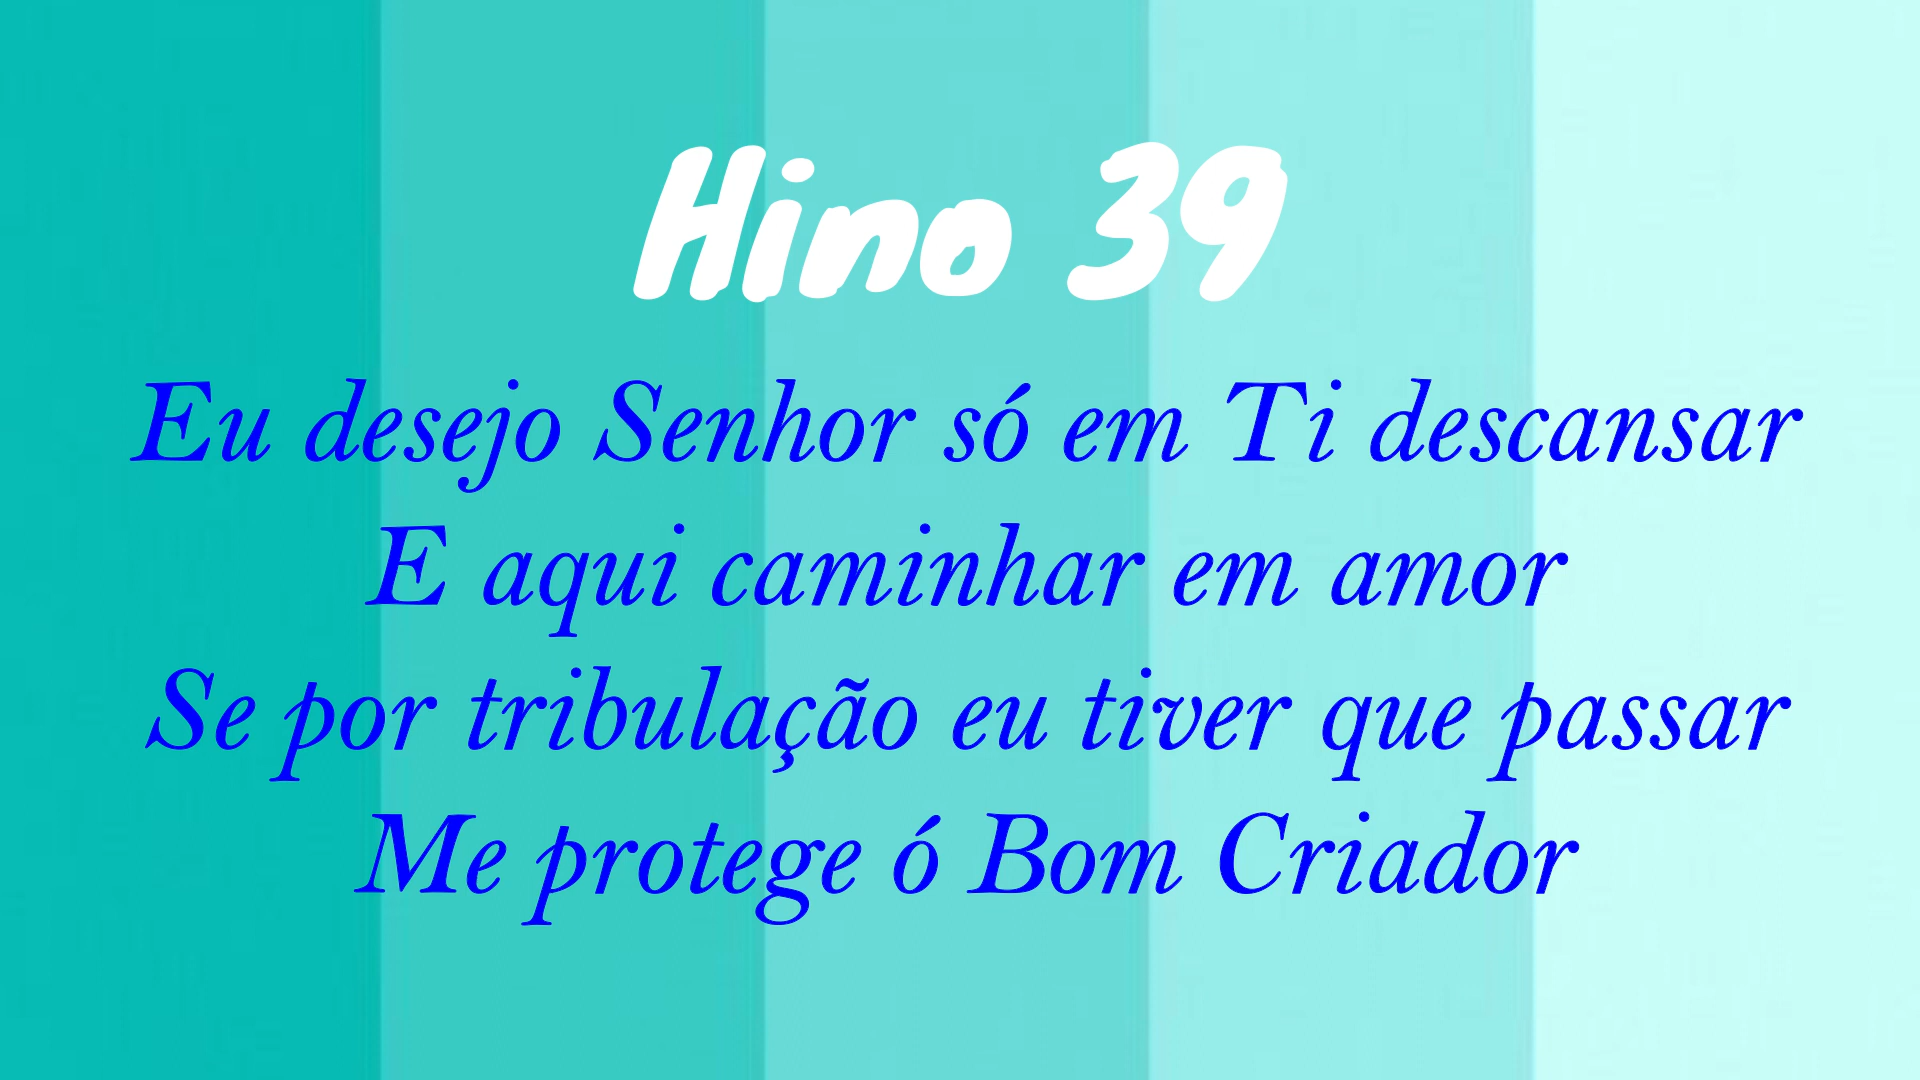 Hino 39
Eu desejo Senhor só em Ti descansar
E aqui caminhar em amor
Se por tribulação eu tiver que passar
Me protege ó Bom Criador